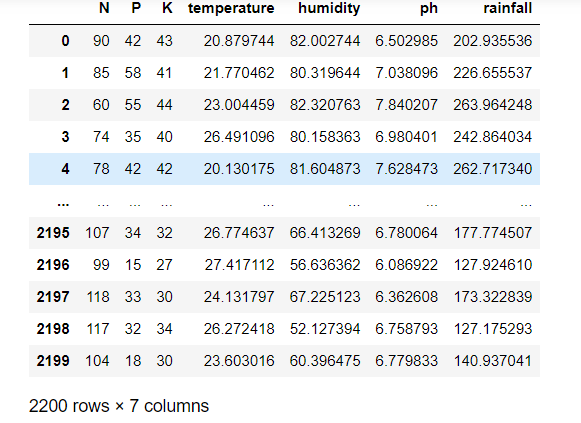 N P K temperature humidity ph rainfall
0 90 42 43 20.879744 82.002744 6.502985 202.935536
1 85 58 41 21.770462 80.319644 7.038096 226.655537
2 60 55 44 23.004459 82.320763 7.840207 263.964248
3 74 35 40 26.491096 80.158363 6.980401 242.864034
4 78 42 42 20.130175 81.604873 7.628473 262.717340
... ... ... ... ... ... ... ...
2195 107 34 32 26.774637 66.413269 6.780064 177.774507
2196 99 15 27 27.417112 56.636362 6.086922 127.924610
2197 118 33 30 24.131797 67.225123 6.362608 173.322839
2198 117 32 34 26.272418 52.127394 6.758793 127.175293
2199 104 18 30 23.603016 60.396475 6.779833 140.937041
2200 rows × 7 columns